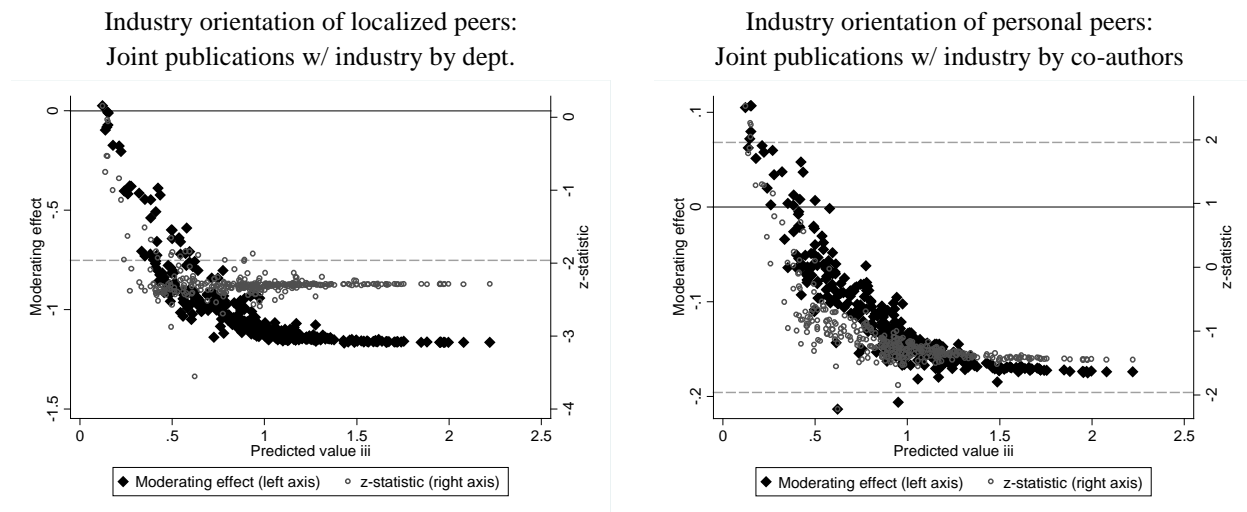 Industry orientation of localized peers:
Joint publications w/ industry by dept.
0
-.5
-1
-1.5
Moderating effect
0
-1
-2
-3
-4
z-statistic
0 .5 1 1.5 2 2.5
Predicted value iii
Moderating effect (left axis) z-statistic (right axis)
Industry orientation of personal peers:
Joint publications w/ industry by co-authors
.1
0
-.1
-.2
Moderating effect
2
1
0
-1
-2
z-statistic
0 .5 1 1.5 2 2.5
Predicted value iii
Moderating effect (left axis) z-statistic (right axis)